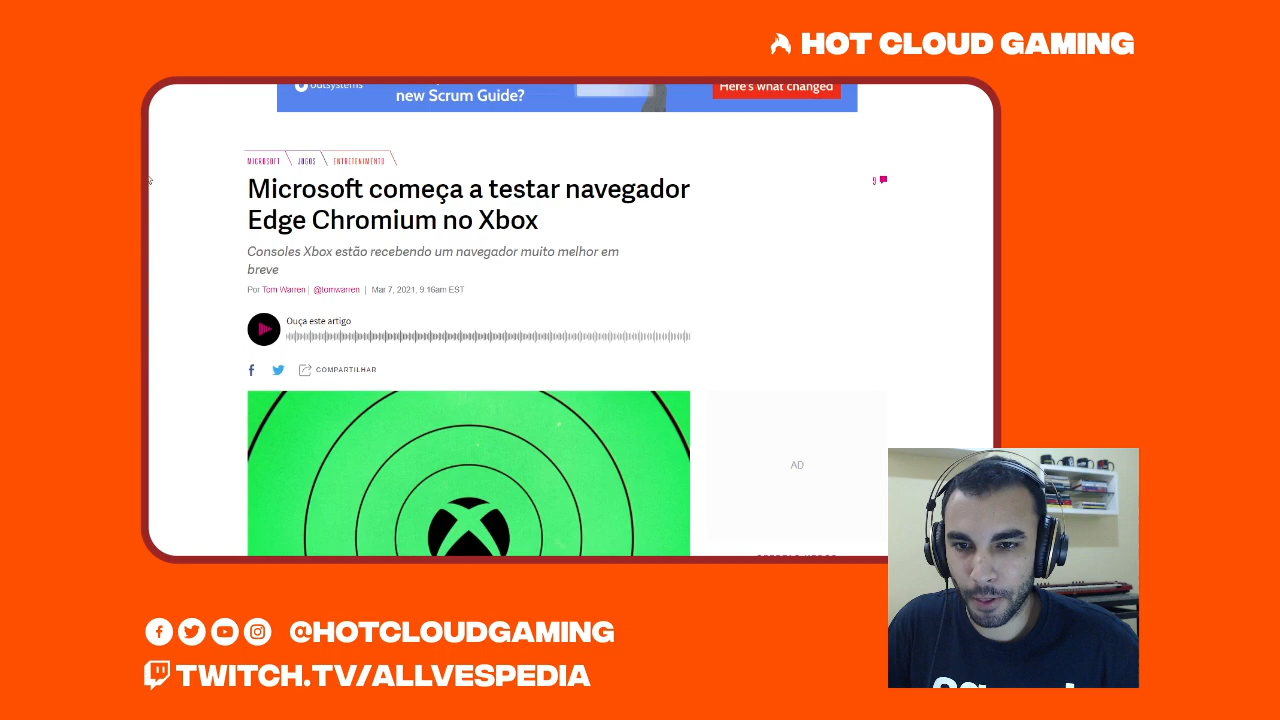 HOT CLOUD GAMING
outsystems
new Scrum Guide?
Here's what changed
MICROSOFT JOGOS ENTRETENIMENTO
Microsoft começa a testar navegador
Edge Chromium no Xbox
9
Consoles Xbox estão recebendo um navegador muito melhor em
breve
Por Tom Warren | @tomwarren | Mar 7, 2021, 9:16am EST
Ouça este artigo
COMPARTILHAR
AD
@HOTCLOUDGAMING
TWITCH.TV/ALLVESPEDIA